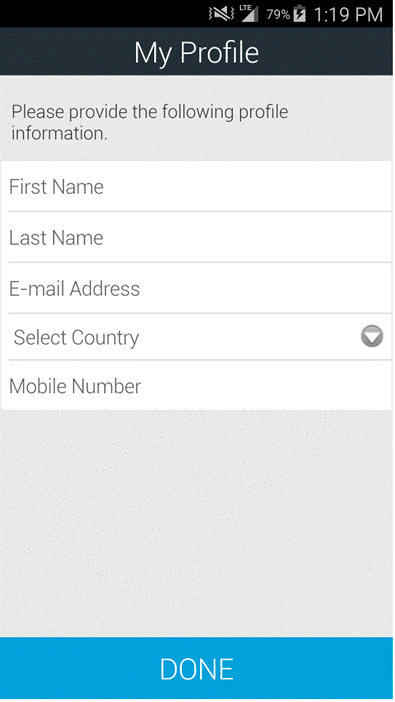 LTE 79% 1:19 PM
My Profile
Please provide the following profile
information.
First Name
Last Name
E-mail Address
Select Country
Mobile Number
DONE